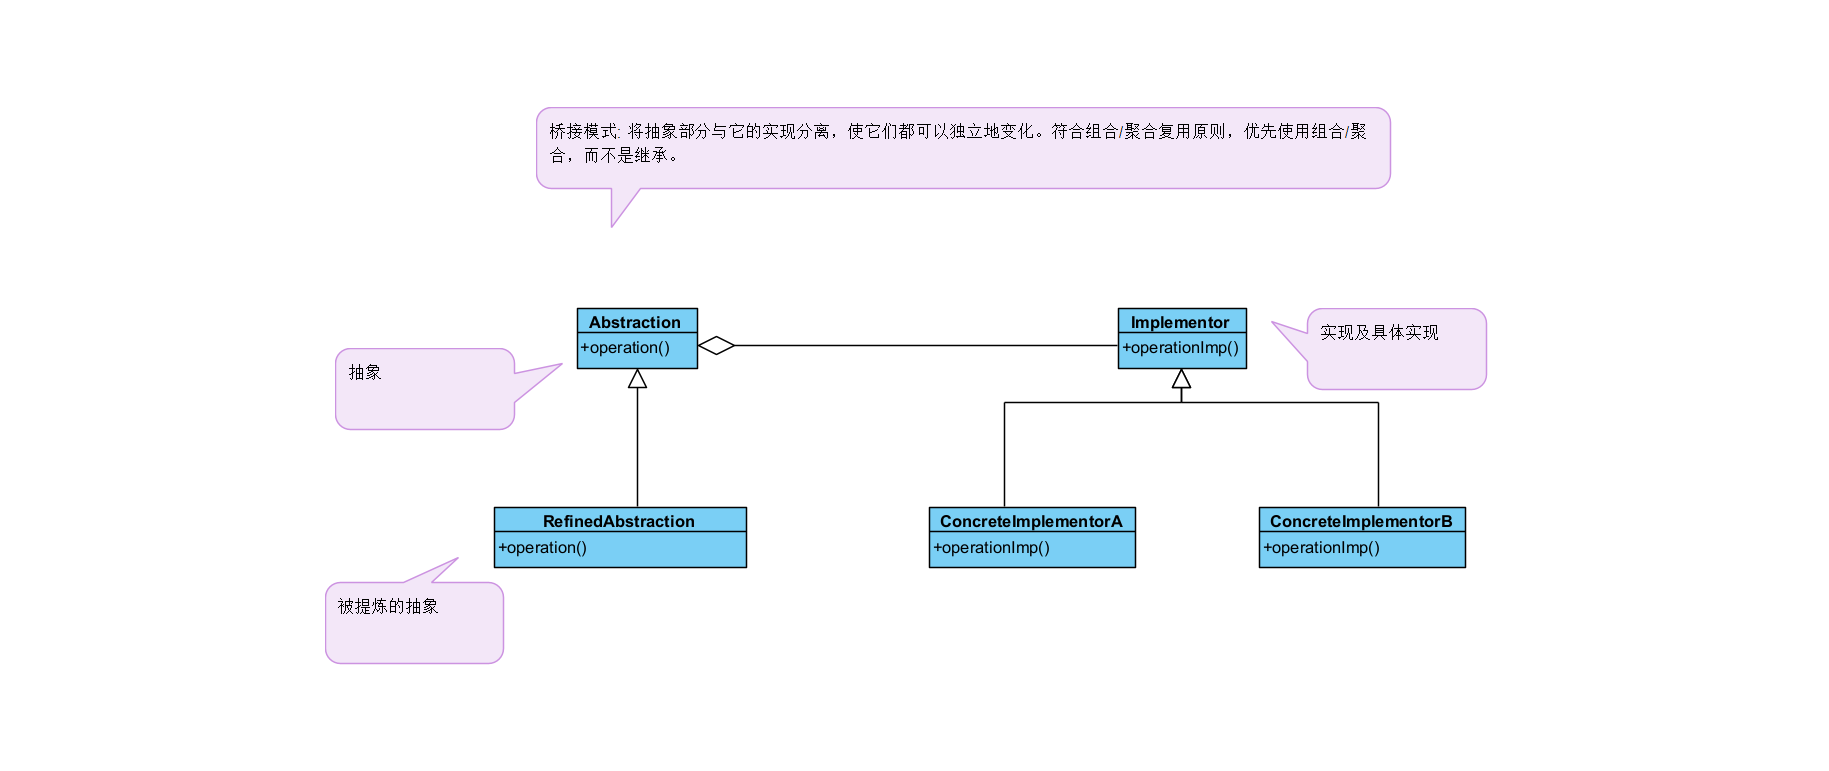 桥接模式: 将抽象部分与它的实现分离，使它们都可以独立地变化。符合组合/聚合复用原则，优先使用组合/聚
合，而不是继承。
Abstraction
+operation()
Implementor
+operationImp()
实现及具体实现
抽象
RefinedAbstraction
+operation()
ConcreteImplementorA
+operationImp()
ConcreteImplementorB
+operationImp()
被提炼的抽象